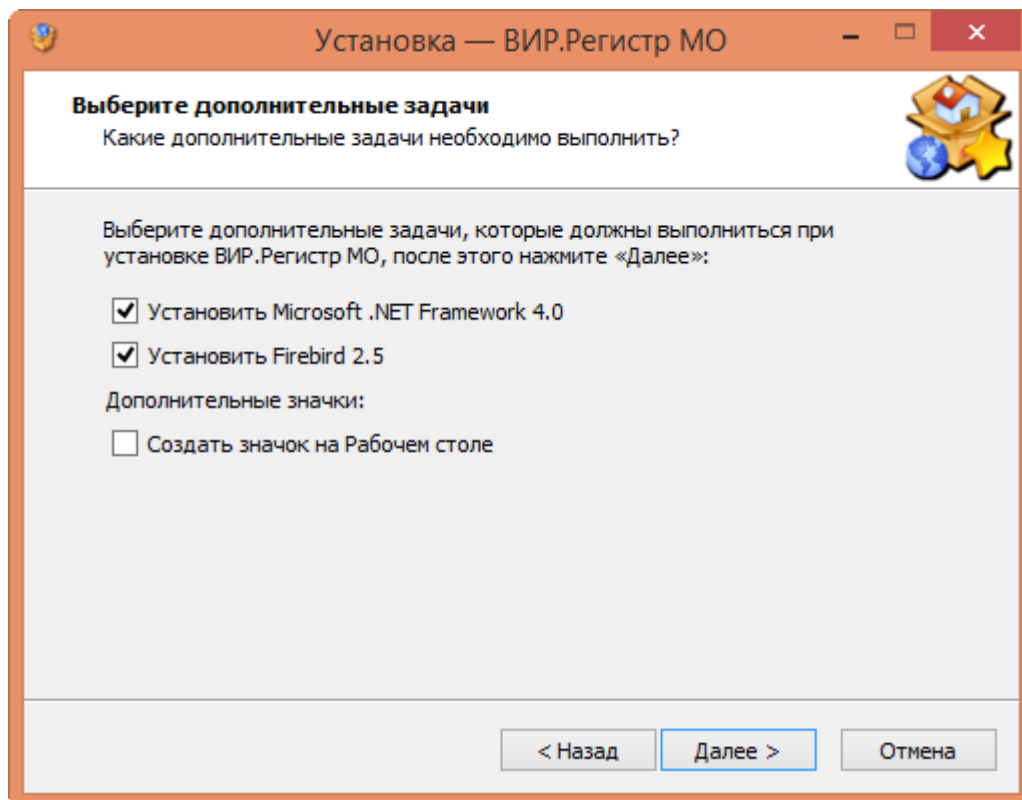 Установка — ВИР.Регистр МО
Выберите дополнительные задачи
Какие дополнительные задачи необходимо выполнить?
Выберите дополнительные задачи, которые должны выполниться при
установке ВИР.Регистр МО, после этого нажмите «Далее»:
Установить Microsoft .NET Framework 4.0
Установить Firebird 2.5
Дополнительные значки:
Создать значок на Рабочем столе
< Назад
Далее >
Отмена